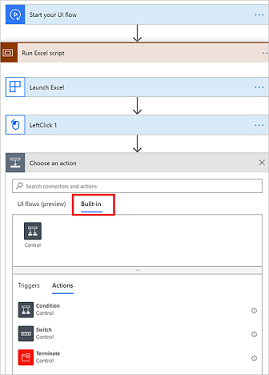 Start your UI flow
Run Excel script
Launch Excel
LeftClick 1
Choose an action
Search connectors and actions
UI flows (preview) Built-in
Control
Triggers Actions
Condition
Control
Switch
Control
Terminate
Control